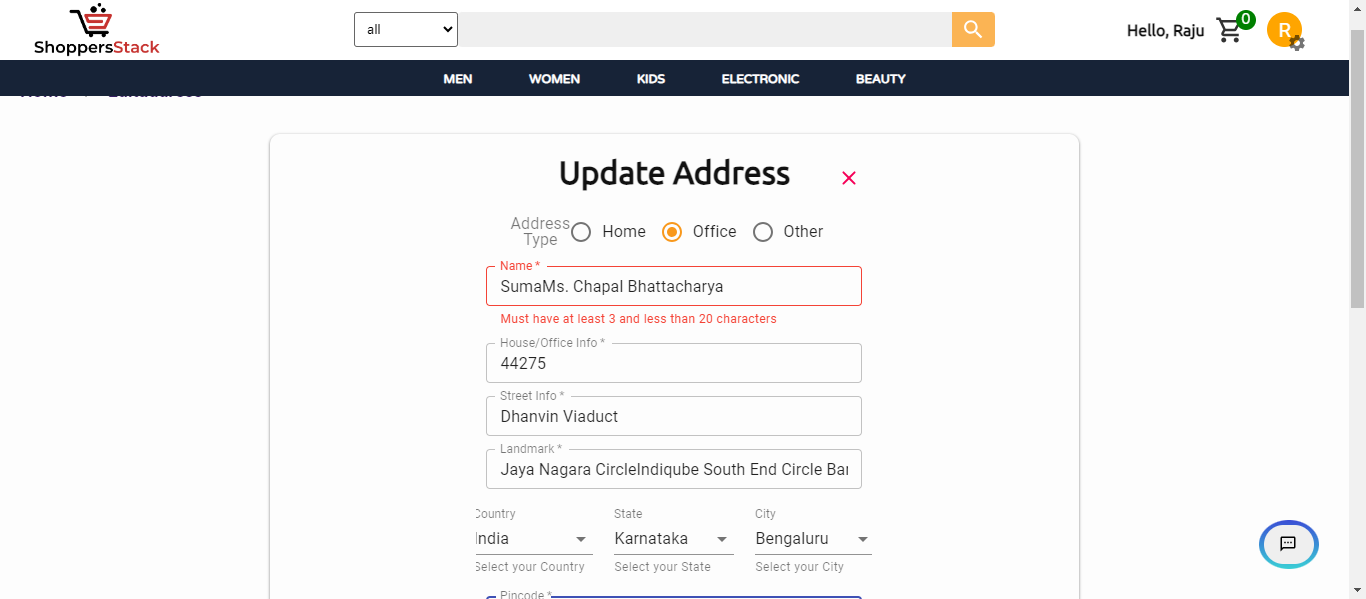 ShoppersStack
all
Hello, Raju
0
R
MEN WOMEN KIDS ELECTRONIC BEAUTY
Update Address
Address Type
Home
Office
Other
Name *
SumaMs. Chapal Bhattacharya
Must have at least 3 and less than 20 characters
House/Office Info *
44275
Street Info *
Dhanvin Viaduct
Landmark *
Jaya Nagara CircleIndiqube South End Circle Bar
Country State City
India Karnataka Bengaluru
Select your Country Select your State Select your City
Pincode *